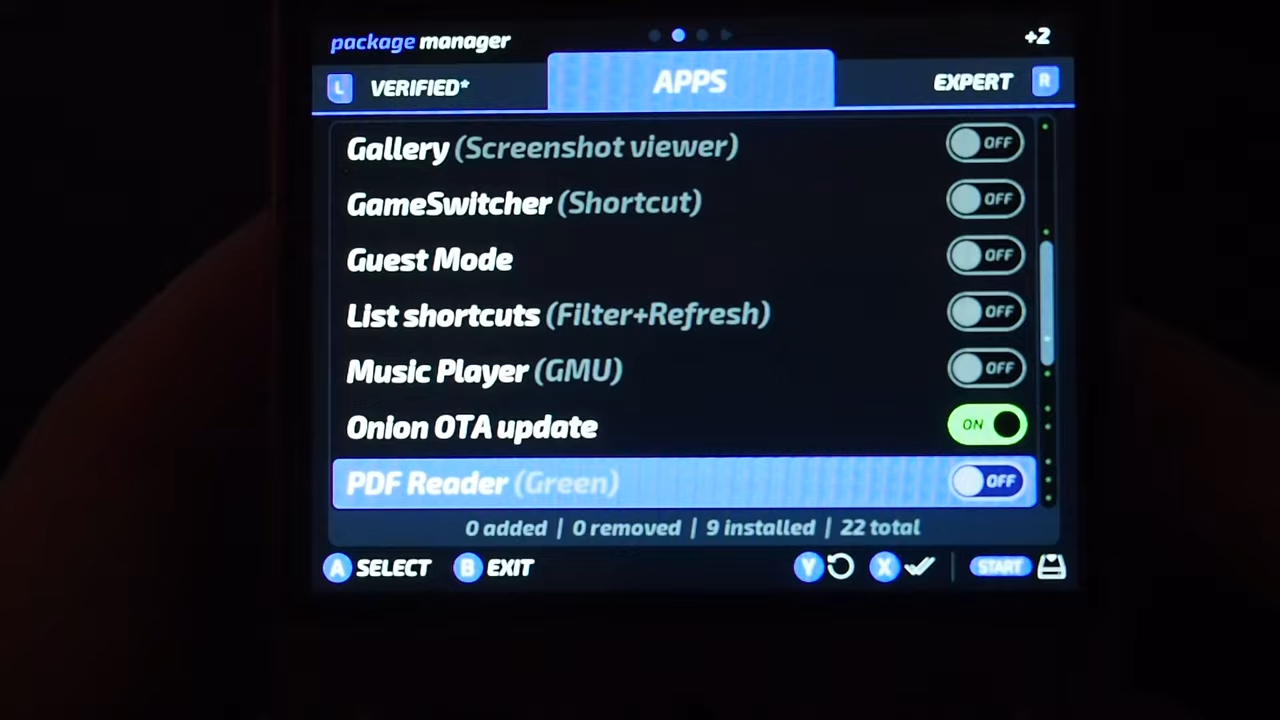 package manager
+2
L VERIFIED* APPS EXPERT R
Gallery (Screenshot viewer) OFF
GameSwitcher (Shortcut) OFF
Guest Mode OFF
List shortcuts (Filter+Refresh) OFF
Music Player (GMU) OFF
Onion OTA update ON
PDF Reader (Green) OFF
0 added | 0 removed | 9 installed | 22 total
A SELECT B EXIT Y X START